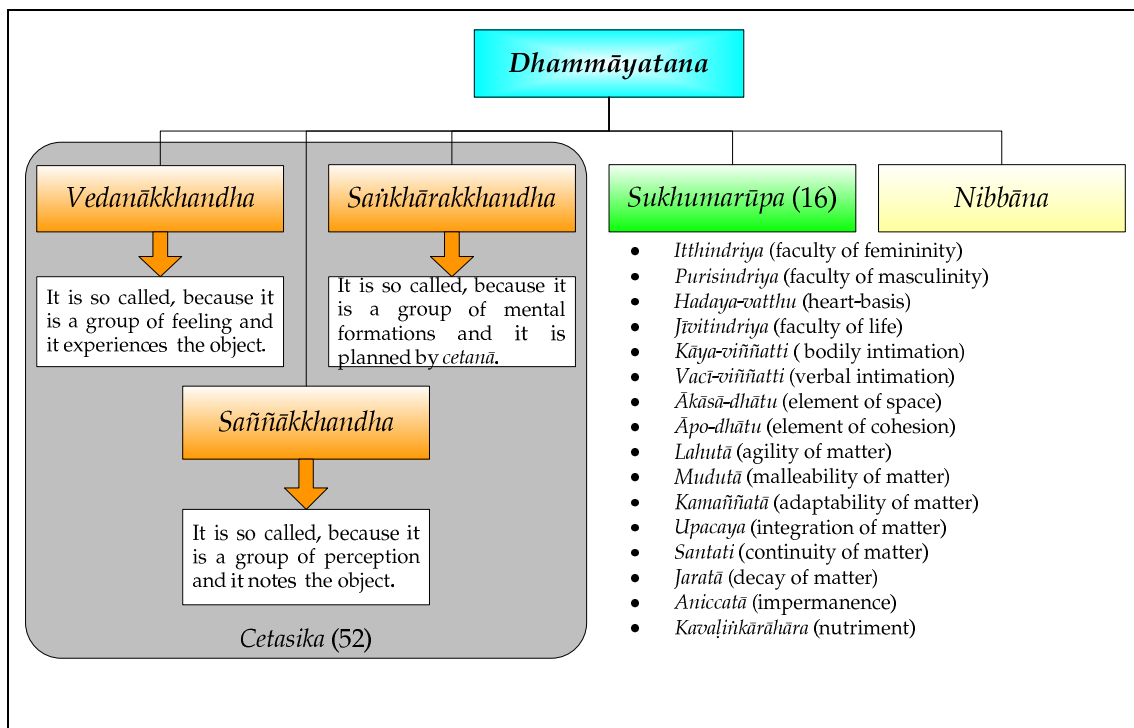 Dhammāyatana
Vedanākkhandha
It is so called, because it
is a group of feeling and
it experiences the object.
Saṅkhārakkhandha
It is so called, because it
is a group of mental
formations and it is
planned by cetanā.
Saññākkhandha
It is so called, because it
is a group of perception
and it notes the object.
Cetasika (52)
Sukhumarūpa (16)
• Itthindriya (faculty of femininity)
• Purisindriya (faculty of masculinity)
• Hadaya-vatthu (heart-basis)
• Jīvitindriya (faculty of life)
• Kāya-viññatti ( bodily intimation)
• Vacī-viññatti (verbal intimation)
• Ākāsā-dhātu (element of space)
• Āpo-dhātu (element of cohesion)
• Lahutā (agility of matter)
• Mudutā (malleability of matter)
• Kamaññatā (adaptability of matter)
• Upacaya (integration of matter)
• Santati (continuity of matter)
• Jaratā (decay of matter)
• Aniccatā (impermanence)
• Kavaḷiṅkārāhāra (nutriment)
Nibbāna